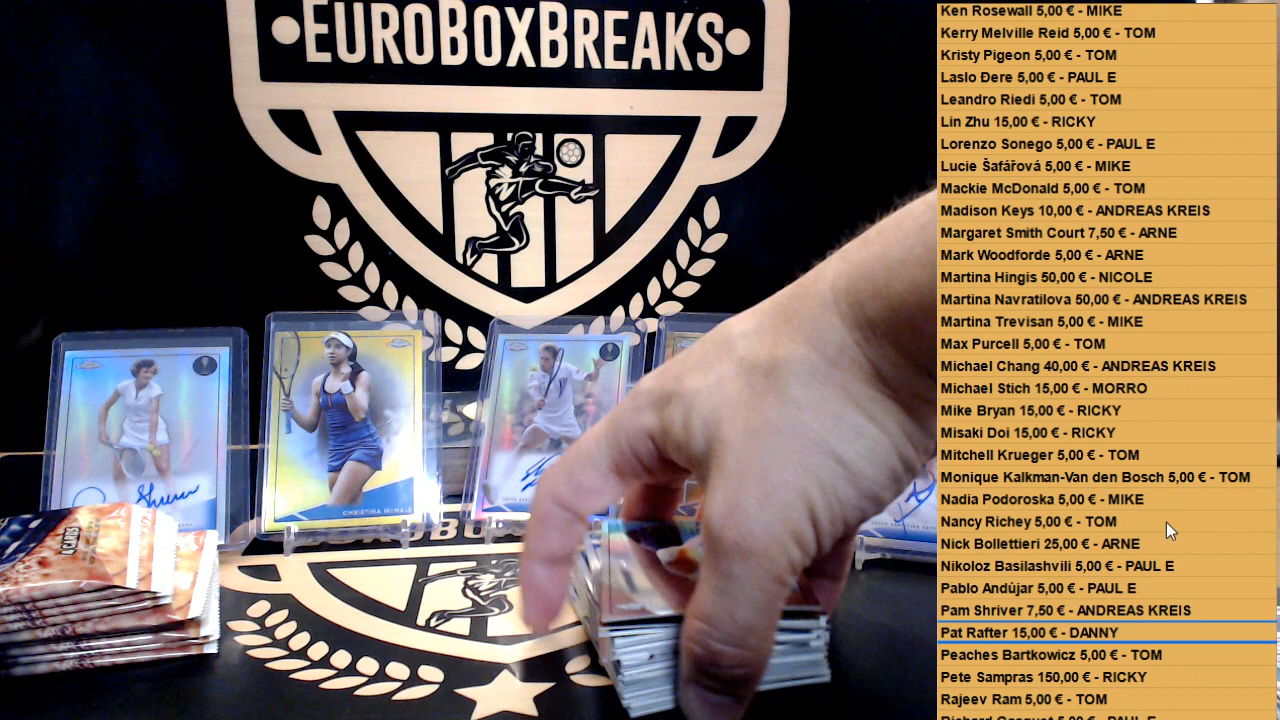 EUROBOXBREAKS
CHRISTINA McHALE
4 CARDS
EUROBO
Ken Rosewall 5,00 € - MIKE
Kerry Melville Reid 5,00 € - TOM
Kristy Pigeon 5,00 € - TOM
Laslo Đere 5,00 € - PAUL E
Leandro Riedi 5,00 € - TOM
Lin Zhu 15,00 € - RICKY
Lorenzo Sonego 5,00 € - PAUL E
Lucie Šafářová 5,00 € - MIKE
Mackie McDonald 5,00 € - TOM
Madison Keys 10,00 € - ANDREAS KREIS
Margaret Smith Court 7,50 € - ARNE
Mark Woodforde 5,00 € - ARNE
Martina Hingis 50,00 € - NICOLE
Martina Navratilova 50,00 € - ANDREAS KREIS
Martina Trevisan 5,00 € - MIKE
Max Purcell 5,00 € - TOM
Michael Chang 40,00 € - ANDREAS KREIS
Michael Stich 15,00 € - MORRO
Mike Bryan 15,00 € - RICKY
Misaki Doi 15,00 € - RICKY
Mitchell Krueger 5,00 € - TOM
Monique Kalkman-Van den Bosch 5,00 € - TOM
Nadia Podoroska 5,00 € - MIKE
Nancy Richey 5,00 € - TOM
Nick Bollettieri 25,00 € - ARNE
Nikoloz Basilashvili 5,00 € - PAUL E
Pablo Andújar 5,00 € - PAUL E
Pam Shriver 7,50 € - ANDREAS KREIS
Pat Rafter 15,00 € - DANNY
Peaches Bartkowicz 5,00 € - TOM
Pete Sampras 150,00 € - RICKY
Rajeev Ram 5,00 € - TOM
Richard Gasquet 5,00 € - PAUL E